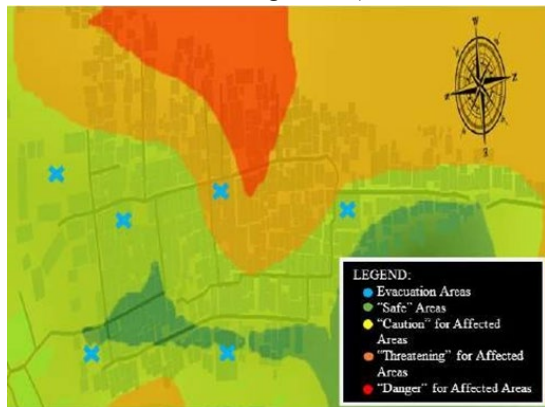 W
N
S
LEGEND:
Evacuation Areas
"Safe" Areas
"Caution" for Affected
Areas
"Threatening" for Affected
Areas
"Danger" for Affected Areas